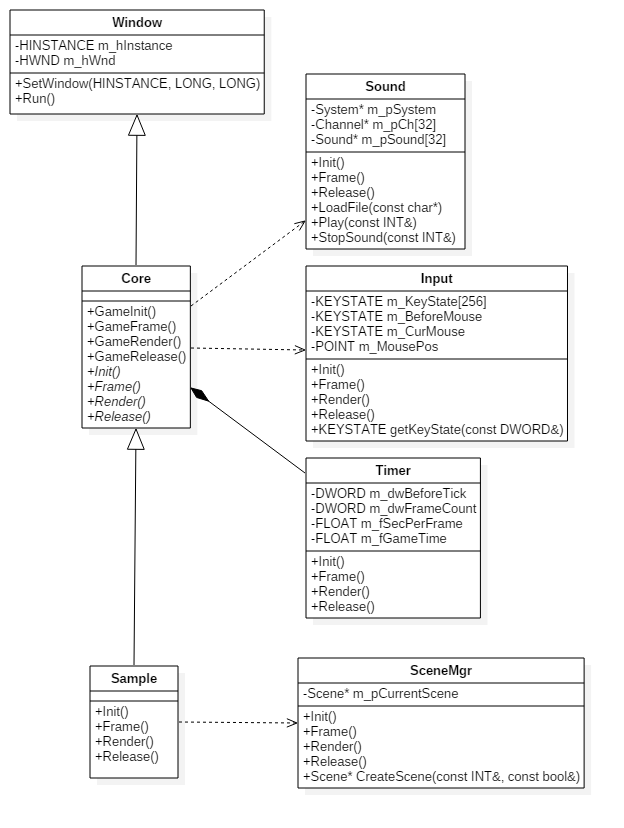 Window
-HINSTANCE m_hInstance
-HWND m_hWnd
+SetWindow(HINSTANCE, LONG, LONG)
+Run()
Sound
-System* m_pSystem
-Channel* m_pCh[32]
-Sound* m_pSound[32]
+Init()
+Frame()
+Release()
+LoadFile(const char*)
+Play(const INT&)
+StopSound(const INT&)
Core
+GameInit()
+GameFrame()
+GameRender()
+GameRelease()
+Init()
+Frame()
+Render()
+Release()
Input
-KEYSTATE m_KeyState[256]
-KEYSTATE m_BeforeMouse
-KEYSTATE m_CurMouse
-POINT m_MousePos
+Init()
+Frame()
+Render()
+Release()
+KEYSTATE getKeyState(const DWORD&)
Timer
-DWORD m_dwBeforeTick
-DWORD m_dwFrameCount
-FLOAT m_fSecPerFrame
-FLOAT m_fGameTime
+Init()
+Frame()
+Render()
+Release()
Sample
+Init()
+Frame()
+Render()
+Release()
SceneMgr
-Scene* m_pCurrentScene
+Init()
+Frame()
+Render()
+Release()
+Scene* CreateScene(const INT&, const bool&)